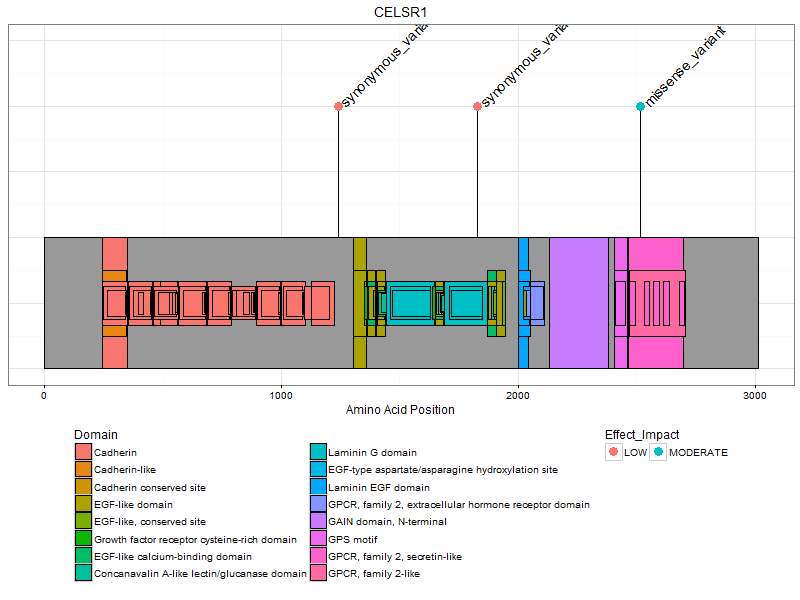 CELSR1
synonymous_varia
synonymous_varia
missense_variant
0 1000 2000 3000
Amino Acid Position
Domain
Cadherin
Cadherin-like
Cadherin conserved site
EGF-like domain
EGF-like, conserved site
Growth factor receptor cysteine-rich domain
EGF-like calcium-binding domain
Concanavalin A-like lectin/glucanase domain
Laminin G domain
EGF-type aspartate/asparagine hydroxylation site
Laminin EGF domain
GPCR, family 2, extracellular hormone receptor domain
GAIN domain, N-terminal
GPS motif
GPCR, family 2, secretin-like
GPCR, family 2-like
Effect_Impact
LOW MODERATE